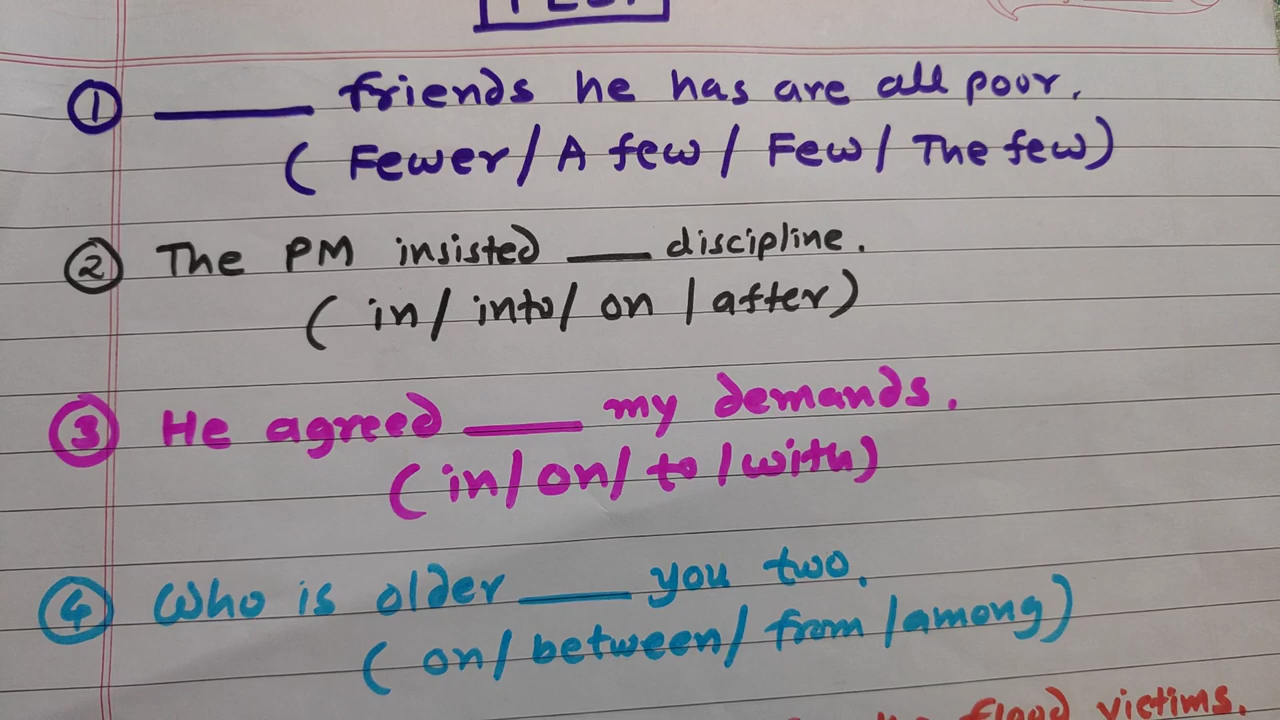 TEST
① ____ friends he has are all poor.
( Fewer / A few / Few / The few )
② The PM insisted ___ discipline.
( in / into / on / after )
③ He agreed ____ my demands.
( in / on / to / with )
④ Who is older ____ you two.
( on / between / from / among )
flood victims.